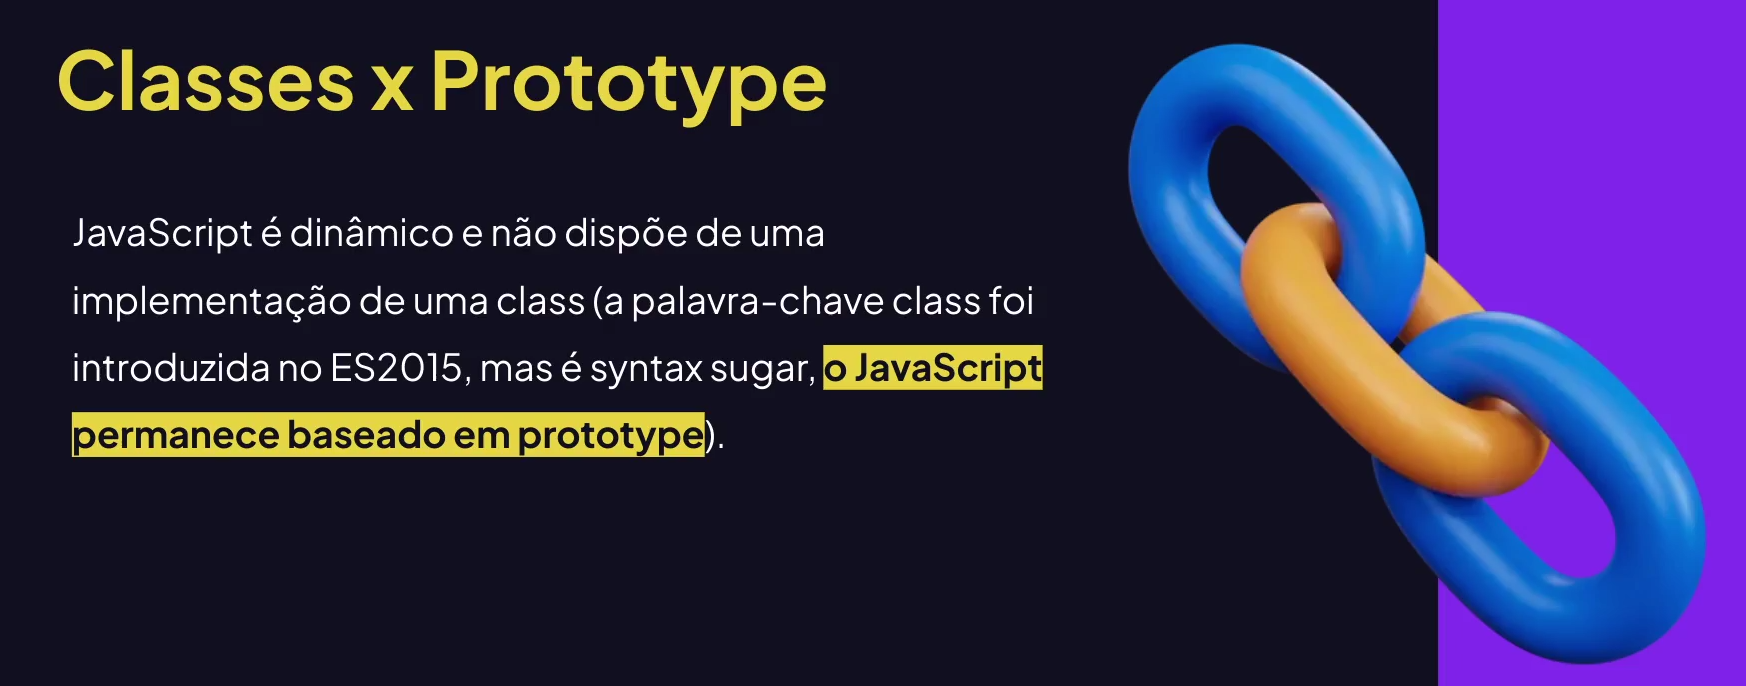 Classes x Prototype
JavaScript é dinâmico e não dispõe de uma
implementação de uma class (a palavra-chave class foi
introduzida no ES2015, mas é syntax sugar, o JavaScript
permanece baseado em prototype).